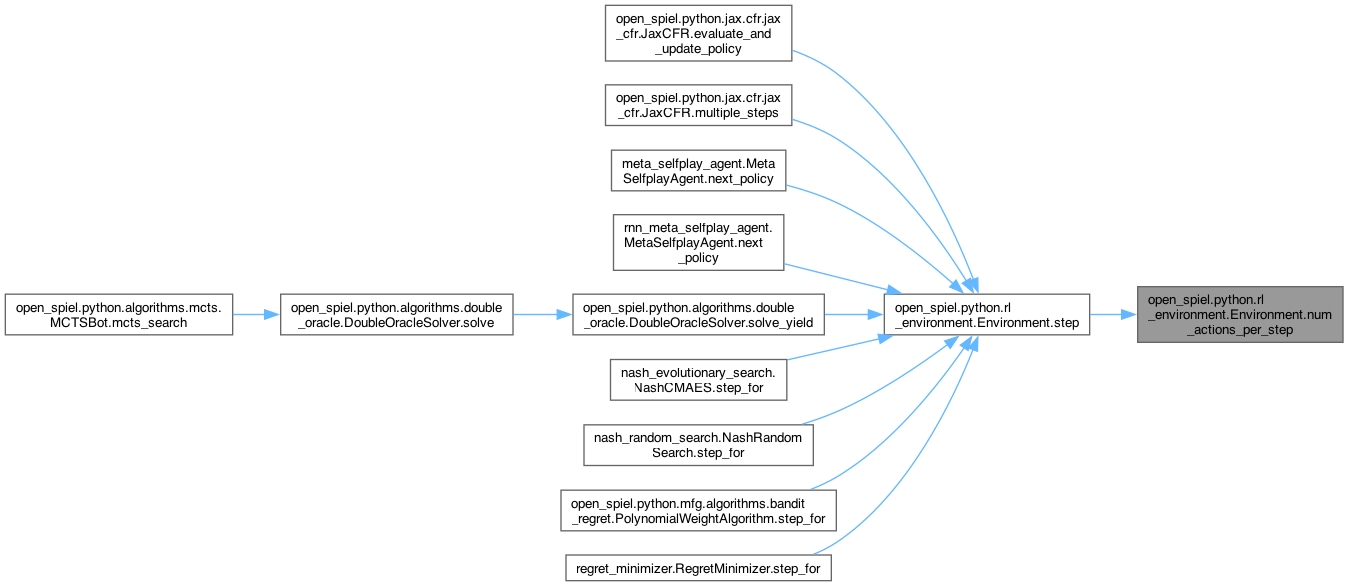 open_spiel.python.jax.cfr.jax
_cfr.JaxCFR.evaluate_and
_update_policy
open_spiel.python.jax.cfr.jax
_cfr.JaxCFR.multiple_steps
meta_selfplay_agent.Meta
SelfplayAgent.next_policy
rnn_meta_selfplay_agent.
MetaSelfplayAgent.next
_policy
open_spiel.python.algorithms.mcts.
MCTSBot.mcts_search
open_spiel.python.algorithms.double
_oracle.DoubleOracleSolver.solve
open_spiel.python.algorithms.double
_oracle.DoubleOracleSolver.solve_yield
open_spiel.python.rl
_environment.Environment.step
open_spiel.python.rl
_environment.Environment.num
_actions_per_step
nash_evolutionary_search.
NashCMAES.step_for
nash_random_search.NashRandom
Search.step_for
open_spiel.python.mfg.algorithms.bandit
_regret.PolynomialWeightAlgorithm.step_for
regret_minimizer.RegretMinimizer.step_for